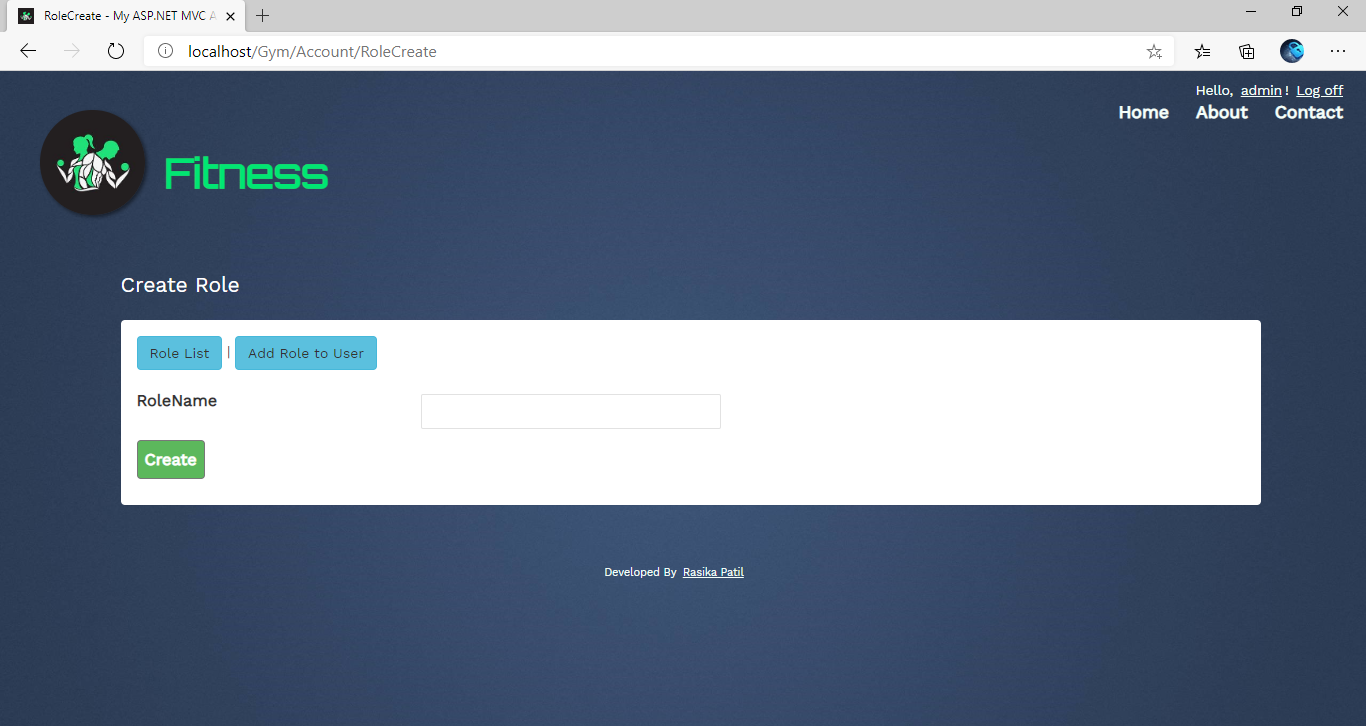 RoleCreate - My ASP.NET MVC A
localhost/Gym/Account/RoleCreate
Hello, admin ! Log off
Home About Contact
Fitness
Create Role
Role List | Add Role to User
RoleName
Create
Developed By Rasika Patil